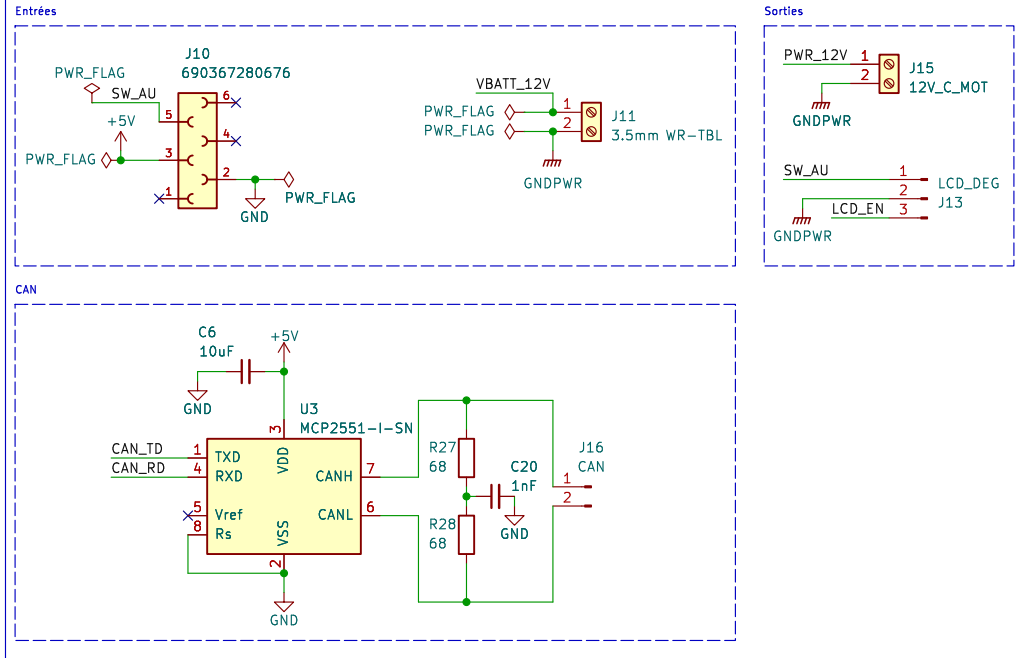 Entrées
J10
690367280676
PWR_FLAG
SW_AU
+5V
PWR_FLAG
6
5
4
3
2
1
PWR_FLAG
GND
VBATT_12V
PWR_FLAG
1
J11
PWR_FLAG
2
3.5mm WR-TBL
GNDPWR
Sorties
PWR_12V
1
J15
2
12V_C_MOT
GNDPWR
SW_AU
1
LCD_DEG
2
J13
LCD_EN
3
GNDPWR
CAN
C6
10uF
+5V
GND
U3
MCP2551-I-SN
3
CAN_TD
1
TXD
VDD
CAN_RD
4
RXD
CANH
7
5
Vref
CANL
6
8
Rs
VSS
2
GND
R27
68
C20
1nF
GND
R28
68
J16
CAN
1
2